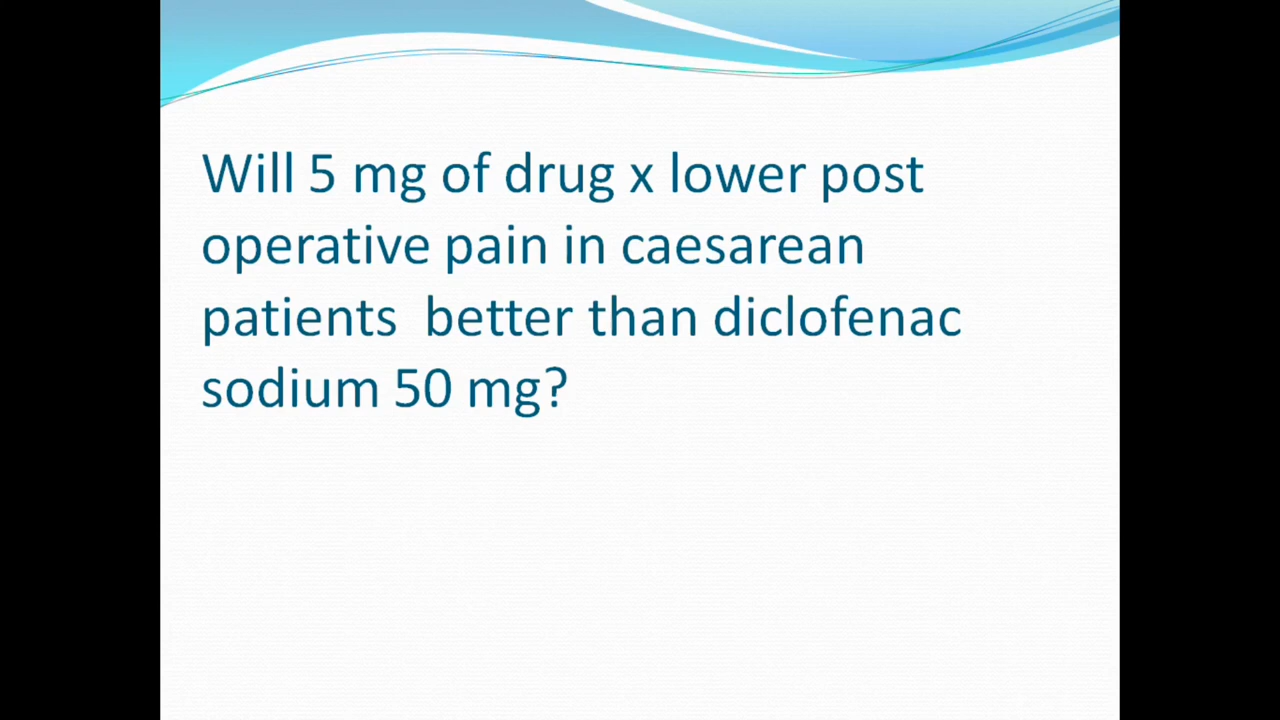 Will 5 mg of drug x lower post
operative pain in caesarean
patients  better than diclofenac
sodium 50 mg?